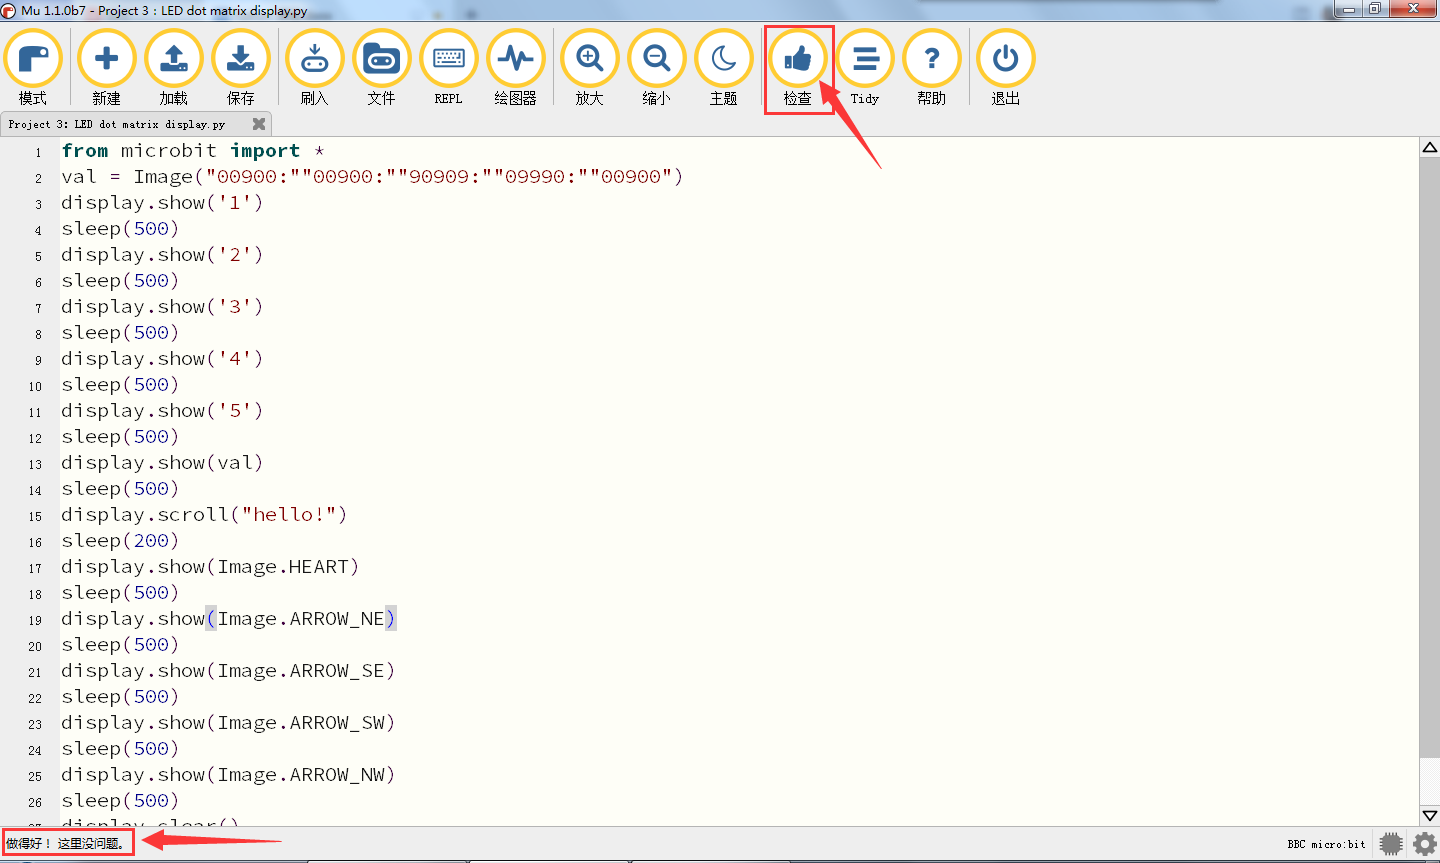 Mu 1.1.0b7 - Project 3：LED dot matrix display.py
模式 新建 加载 保存 刷入 文件 REPL 绘图器 放大 缩小 主题 检查 Tidy 帮助 退出
Project 3：LED dot matrix display.py
1 from microbit import *
2 val = Image("00900:""00900:""90909:""09990:""00900")
3 display.show('1')
4 sleep(500)
5 display.show('2')
6 sleep(500)
7 display.show('3')
8 sleep(500)
9 display.show('4')
10 sleep(500)
11 display.show('5')
12 sleep(500)
13 display.show(val)
14 sleep(500)
15 display.scroll("hello!")
16 sleep(200)
17 display.show(Image.HEART)
18 sleep(500)
19 display.show(Image.ARROW_NE)
20 sleep(500)
21 display.show(Image.ARROW_SE)
22 sleep(500)
23 display.show(Image.ARROW_SW)
24 sleep(500)
25 display.show(Image.ARROW_NW)
26 sleep(500)
27 display.clear()
做得好！ 这里没问题。
BBC micro:bit